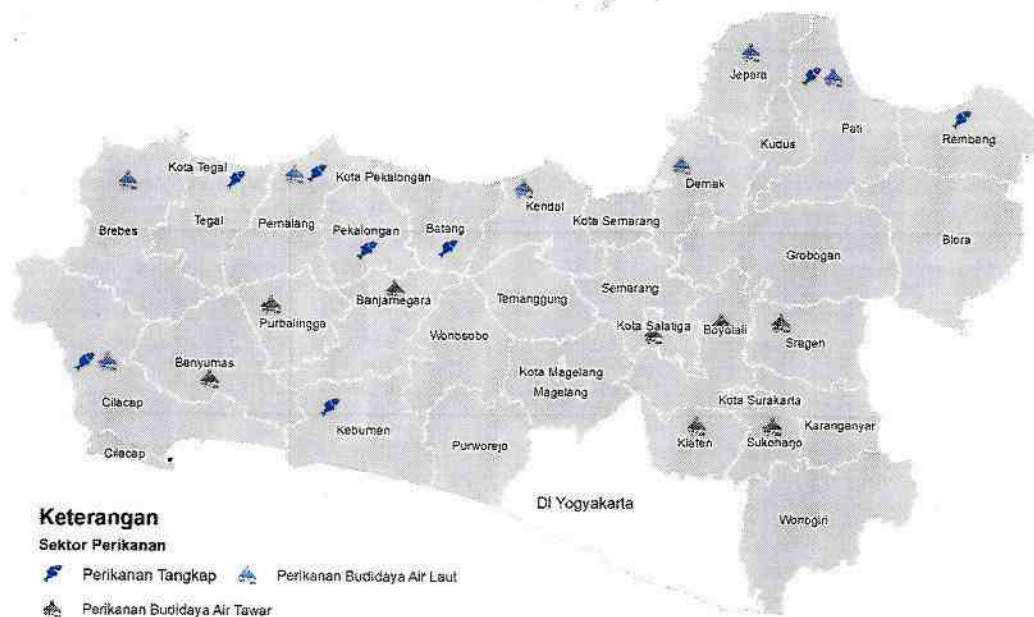 Jepara
Pati
Rembang
Kudus
Kota Tegal
Kota Pekalongan
Demak
Kendal
Brebes
Tegal
Pemalang
Pekalongan
Batang
Kota Semarang
Blora
Grobogan
Banjarnegara
Temanggung
Semarang
Purbalingga
Wonosobo
Kota Salatiga
Boyolali
Sragen
Banyumas
Kota Magelang
Magelang
Cilacap
Kota Surakarta
Kebumen
Purworejo
Klaten
Sukoharjo
Karanganyar
Cilacap
DI Yogyakarta
Wonogiri
Keterangan
Sektor Perikanan
Perikanan Tangkap
Perikanan Budidaya Air Laut
Perikanan Budidaya Air Tawar